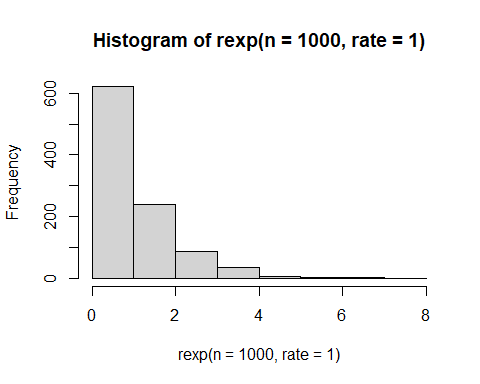 Histogram of rexp(n = 1000, rate = 1)
Frequency
600
400
200
0
0 2 4 6 8
rexp(n = 1000, rate = 1)